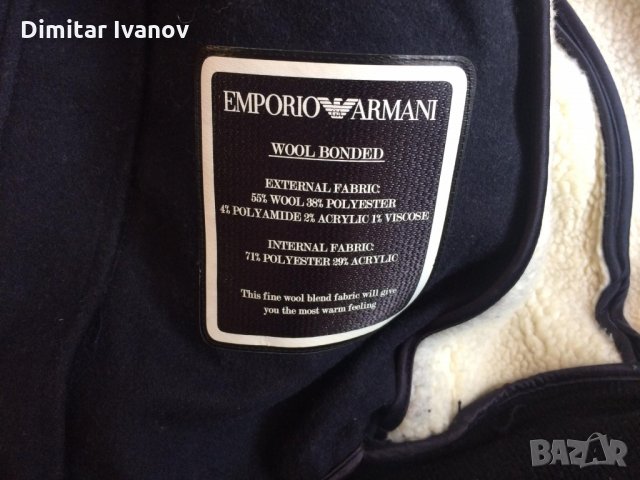 Dimitar Ivanov
EMPORIO ARMANI
WOOL BONDED
EXTERNAL FABRIC:
55% WOOL 38% POLYESTER
4% POLYAMIDE 2% ACRYLIC 1% VISCOSE
INTERNAL FABRIC:
71% POLYESTER 29% ACRYLIC
This fine wool blend fabric will give
you the most warm feeling
BAZAR